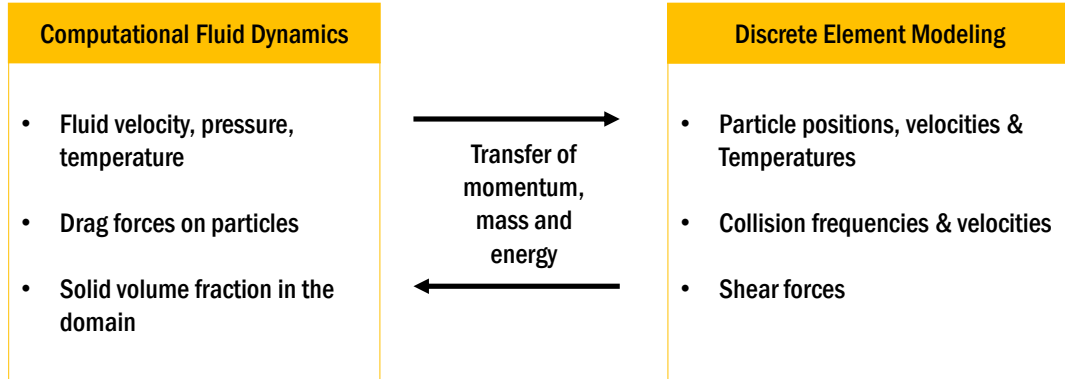 Computational Fluid Dynamics
• Fluid velocity, pressure,
temperature
• Drag forces on particles
• Solid volume fraction in the
domain
Transfer of
momentum,
mass and
energy
Discrete Element Modeling
• Particle positions, velocities &
Temperatures
• Collision frequencies & velocities
• Shear forces